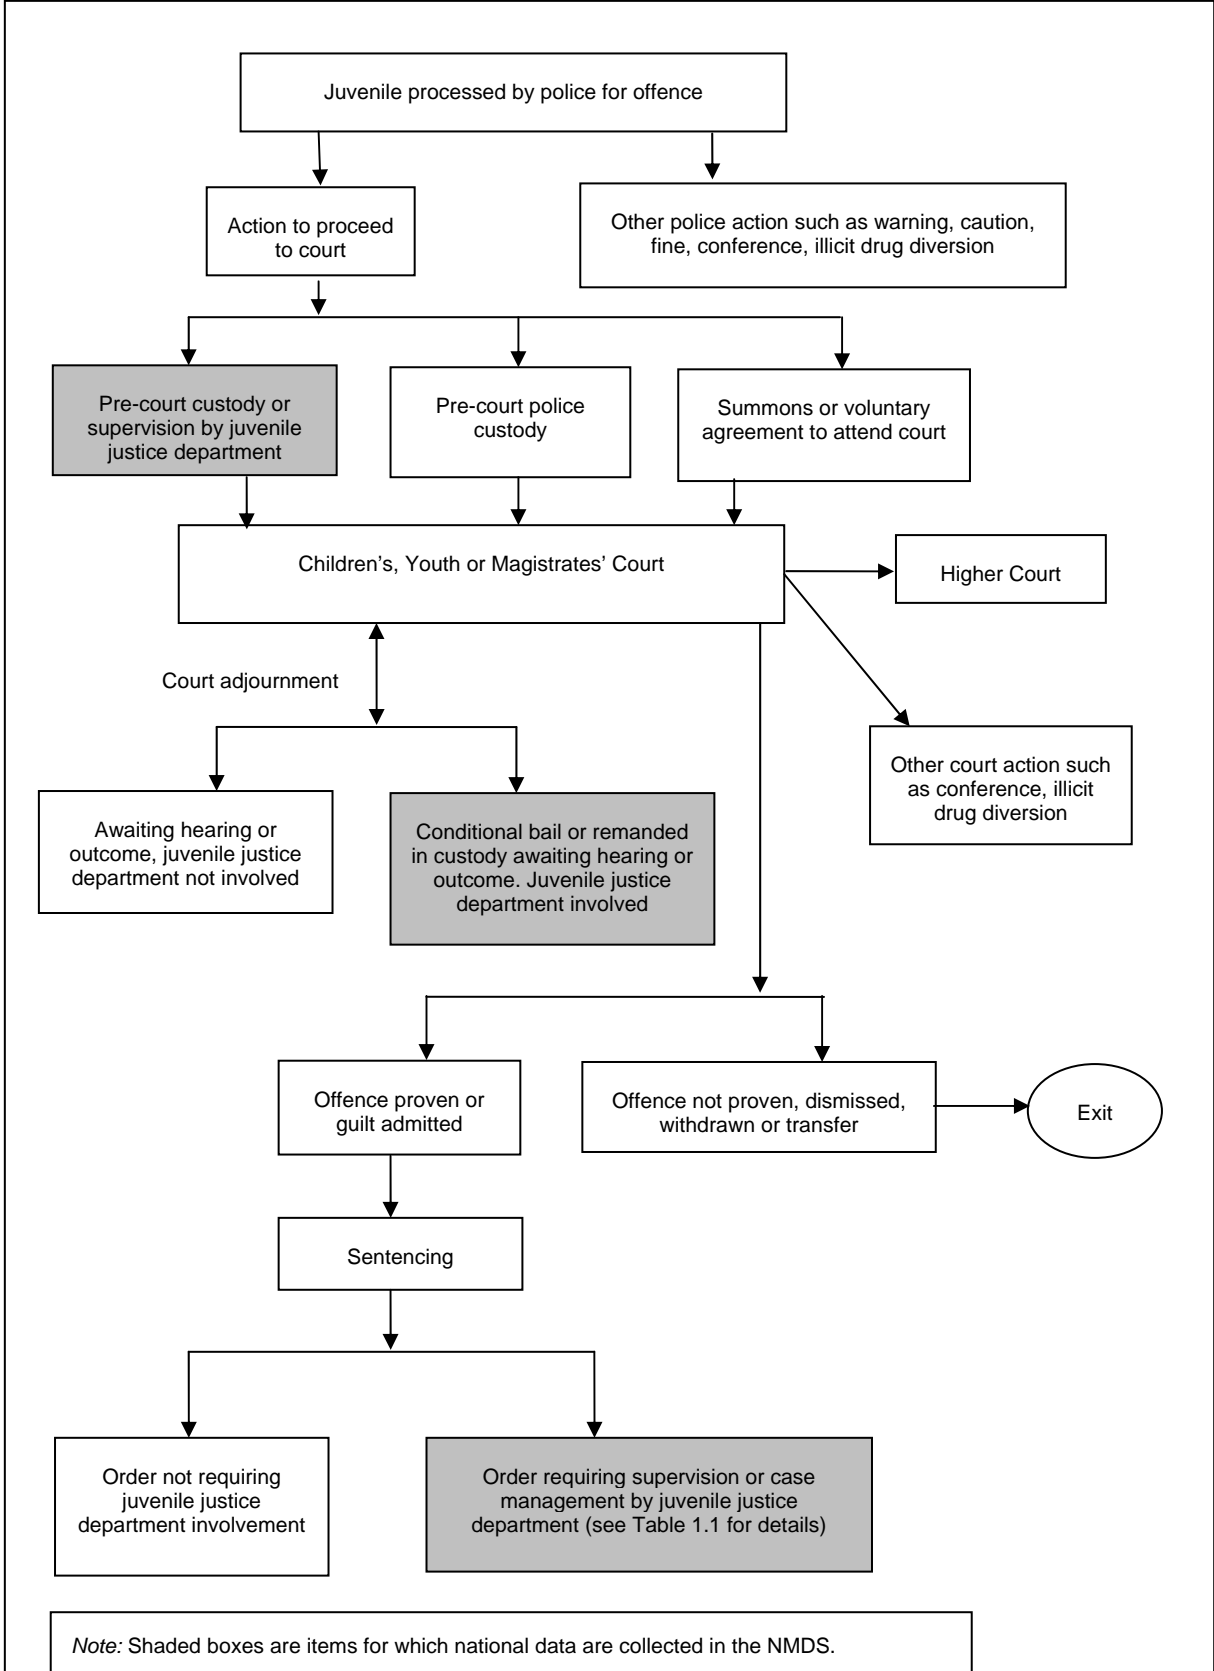 Juvenile processed by police for offence
Action to proceed
to court
Other police action such as warning, caution,
fine, conference, illicit drug diversion
Pre-court custody or
supervision by juvenile
justice department
Pre-court police
custody
Summons or voluntary
agreement to attend court
Children's, Youth or Magistrates' Court
Higher Court
Court adjournment
Other court action such
as conference, illicit
drug diversion
Awaiting hearing or
outcome, juvenile justice
department not involved
Conditional bail or remanded
in custody awaiting hearing or
outcome. Juvenile justice
department involved
Offence proven or
guilt admitted
Offence not proven, dismissed,
withdrawn or transfer
Exit
Sentencing
Order not requiring
juvenile justice
department involvement
Order requiring supervision or case
management by juvenile justice
department (see Table 1.1 for details)
Note: Shaded boxes are items for which national data are collected in the NMDS.